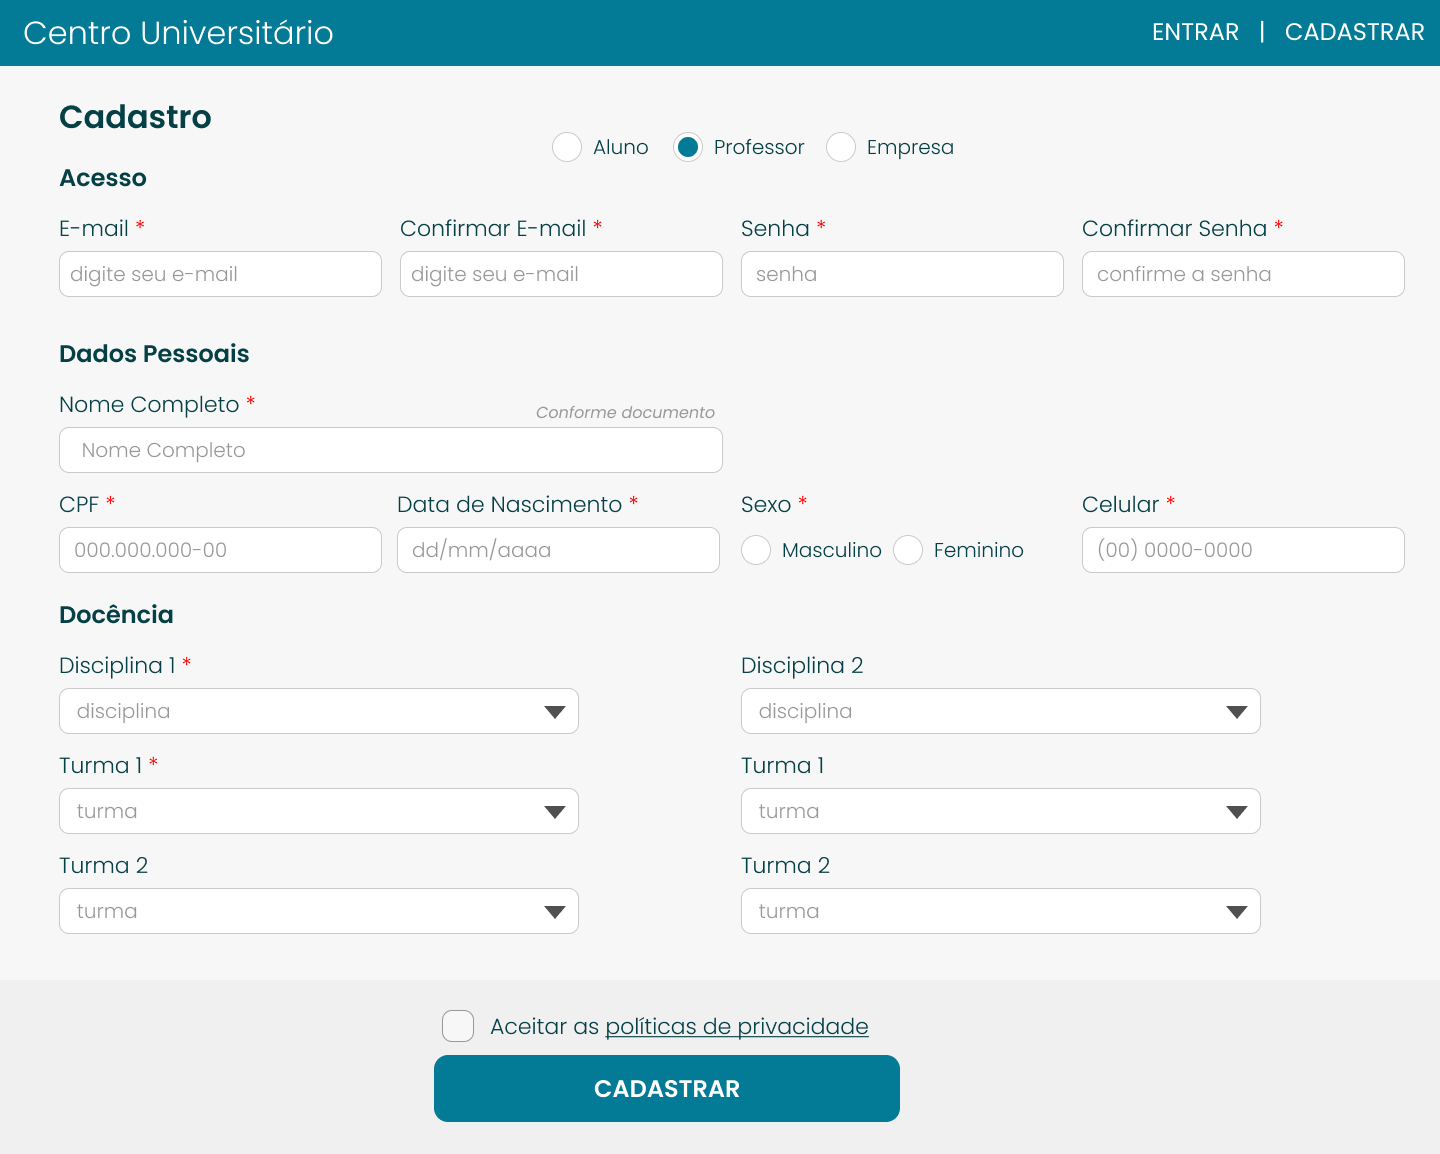 Centro Universitário
ENTRAR | CADASTRAR
Cadastro
Aluno Professor Empresa
Acesso
E-mail * Confirmar E-mail * Senha * Confirmar Senha *
digite seu e-mail digite seu e-mail senha confirme a senha
Dados Pessoais
Nome Completo * Conforme documento
Nome Completo
CPF * Data de Nascimento * Sexo * Celular *
000.000.000-00 dd/mm/aaaa Masculino Feminino (00) 0000-0000
Docência
Disciplina 1 * Disciplina 2
disciplina disciplina
Turma 1 * Turma 1
turma turma
Turma 2 Turma 2
turma turma
Aceitar as políticas de privacidade
CADASTRAR